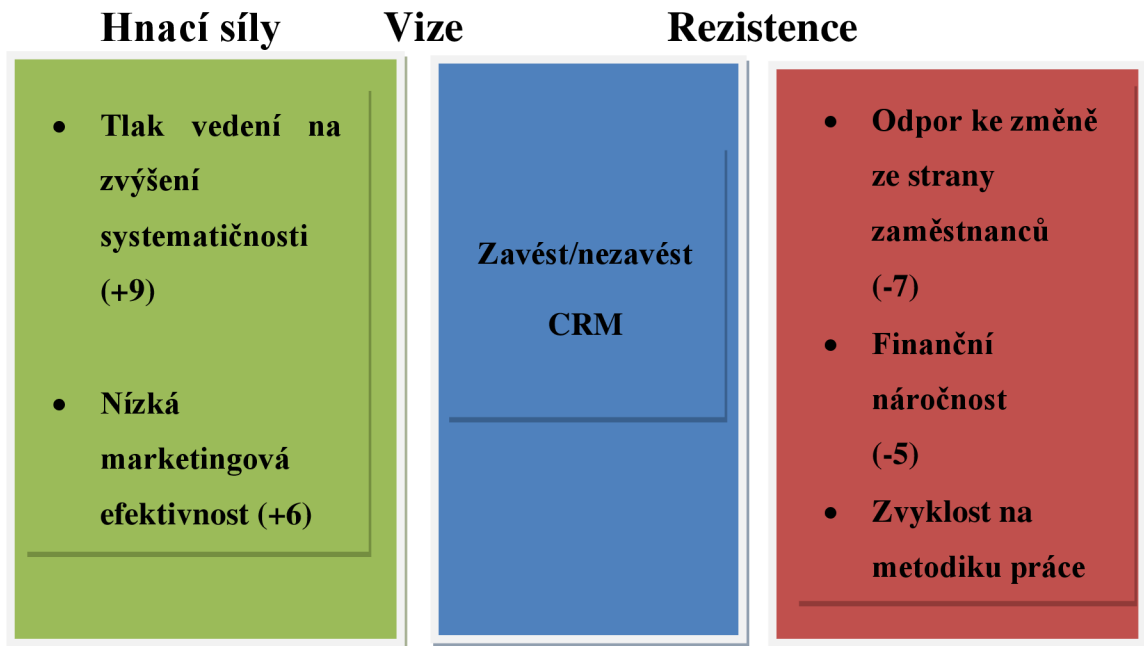 Hnací síly
Vize
Rezistence
• Tlak vedení na
zvýšení
systematičnosti
(+9)
• Nízká
marketingová
efektivnost (+6)
Zavést/nezavést
CRM
• Odpor ke změně
ze strany
zaměstnanců
(-7)
• Finanční
náročnost
(-5)
• Zvyklost na
metodiku práce